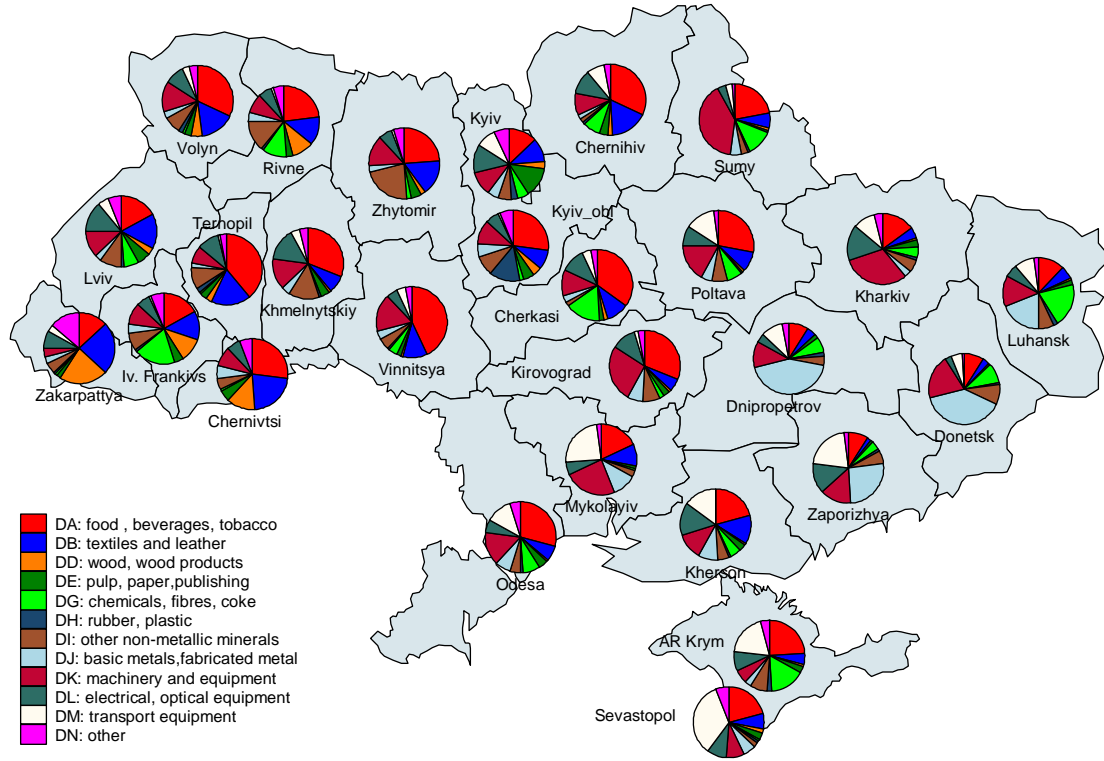 Kyiv
Volyn
Rivne
Chernihiv
Sumy
Zhytomir
Ternopil
Kyiv_obl
Lviv
Khmelnytskiy
Cherkasi
Poltava
Kharkiv
Luhansk
Zakarpattya
Iv. Frankivs
Vinnitsya
Kirovograd
Chernivtsi
Dnipropetrov
Donetsk
Mykolayiv
Zaporizhya
Odesa
Kherson
AR Krym
Sevastopol
DA: food , beverages, tobacco
DB: textiles and leather
DD: wood, wood products
DE: pulp, paper,publishing
DG: chemicals, fibres, coke
DH: rubber, plastic
DI: other non-metallic minerals
DJ: basic metals,fabricated metal
DK: machinery and equipment
DL: electrical, optical equipment
DM: transport equipment
DN: other